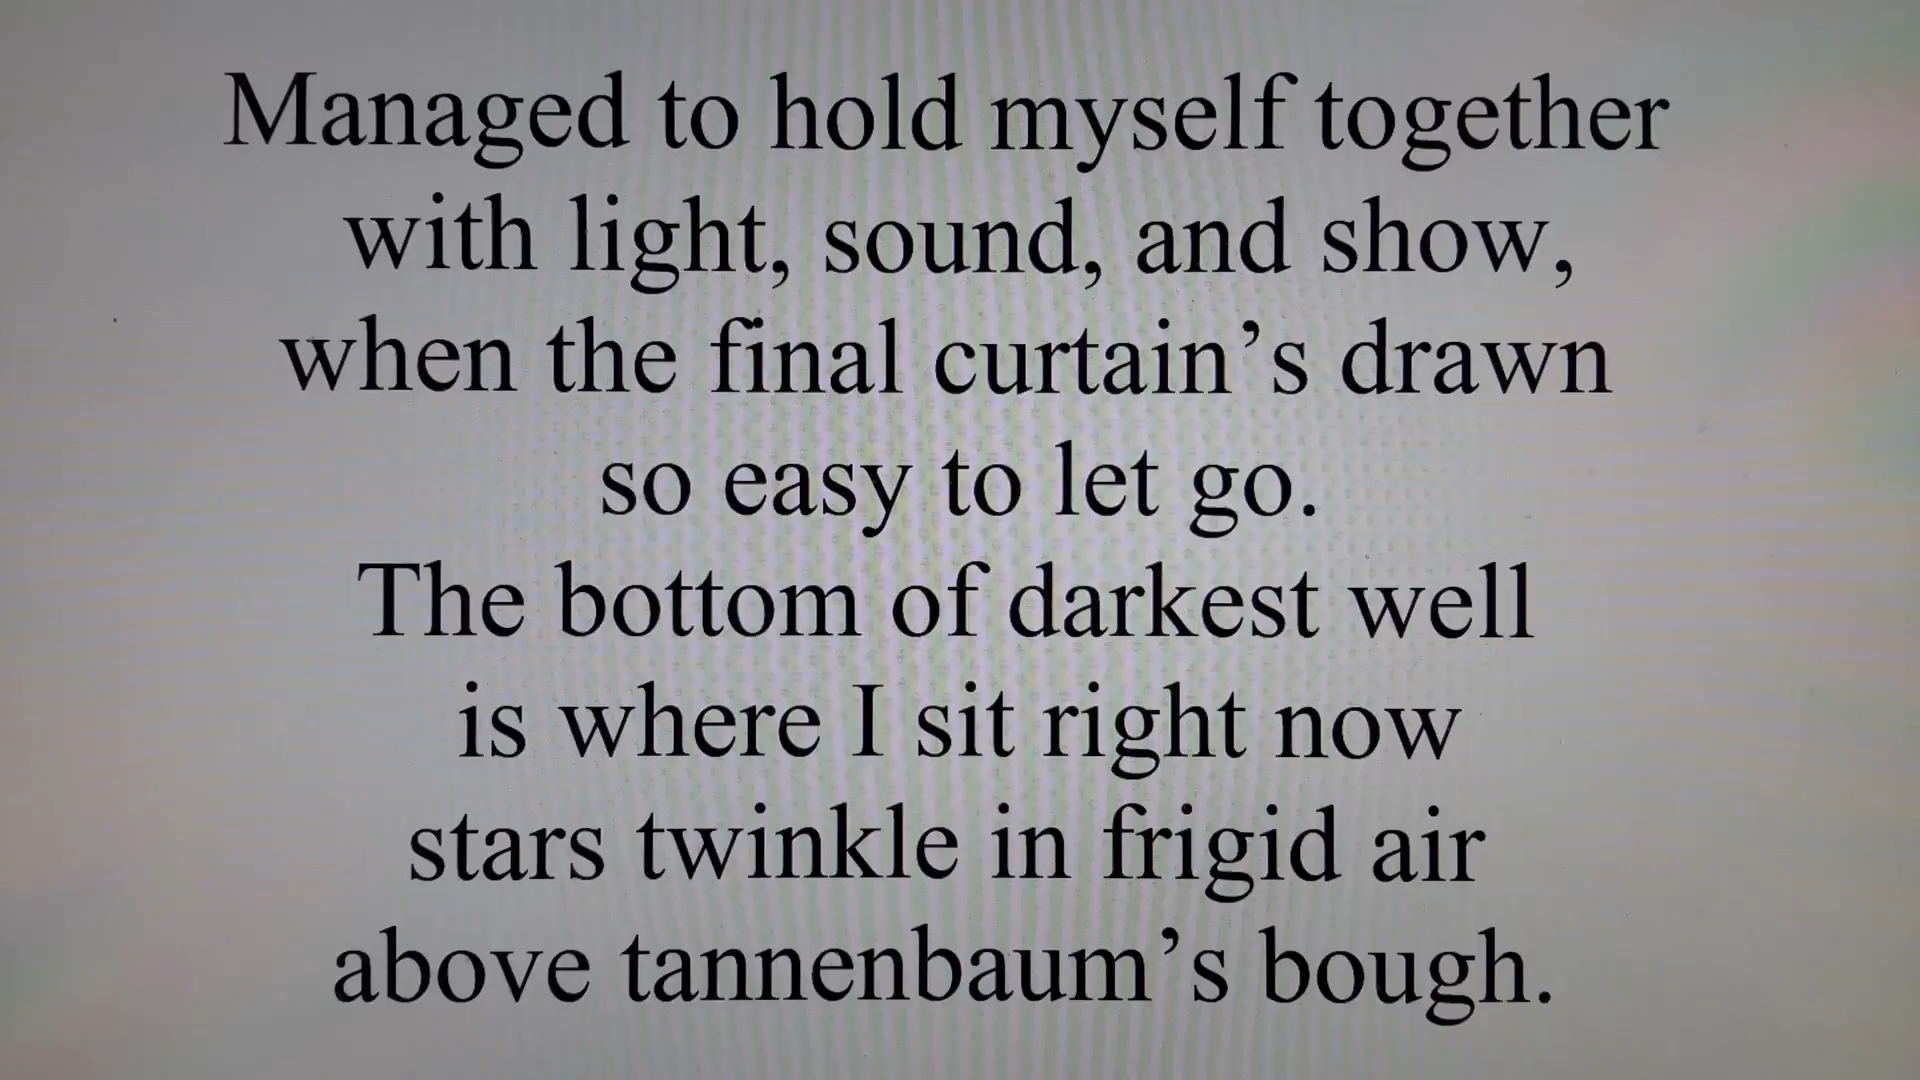 Managed to hold myself together
with light, sound, and show,
when the final curtain’s drawn
so easy to let go.
The bottom of darkest well
is where I sit right now
stars twinkle in frigid air
above tannenbaum’s bough.